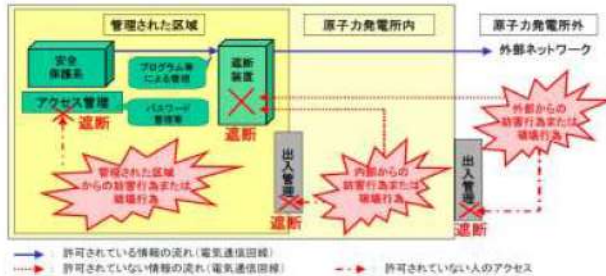 管理された区域
原子力発電所内
原子力発電所外
安全
保護系
プログラム等
による管理
遮断
装置
外部ネットワーク
アクセス管理
パスワード
管理等
遮断
遮断
外部からの
妨害行為または
破壊行為
管理された区域
からの妨害行為または
破壊行為
出入管理
遮断
内部からの
妨害行為または
破壊行為
出入管理
遮断
: 許可されている情報の流れ(電気通信回線)
: 許可されていない情報の流れ(電気通信回線)
: 許可されていない人のアクセス